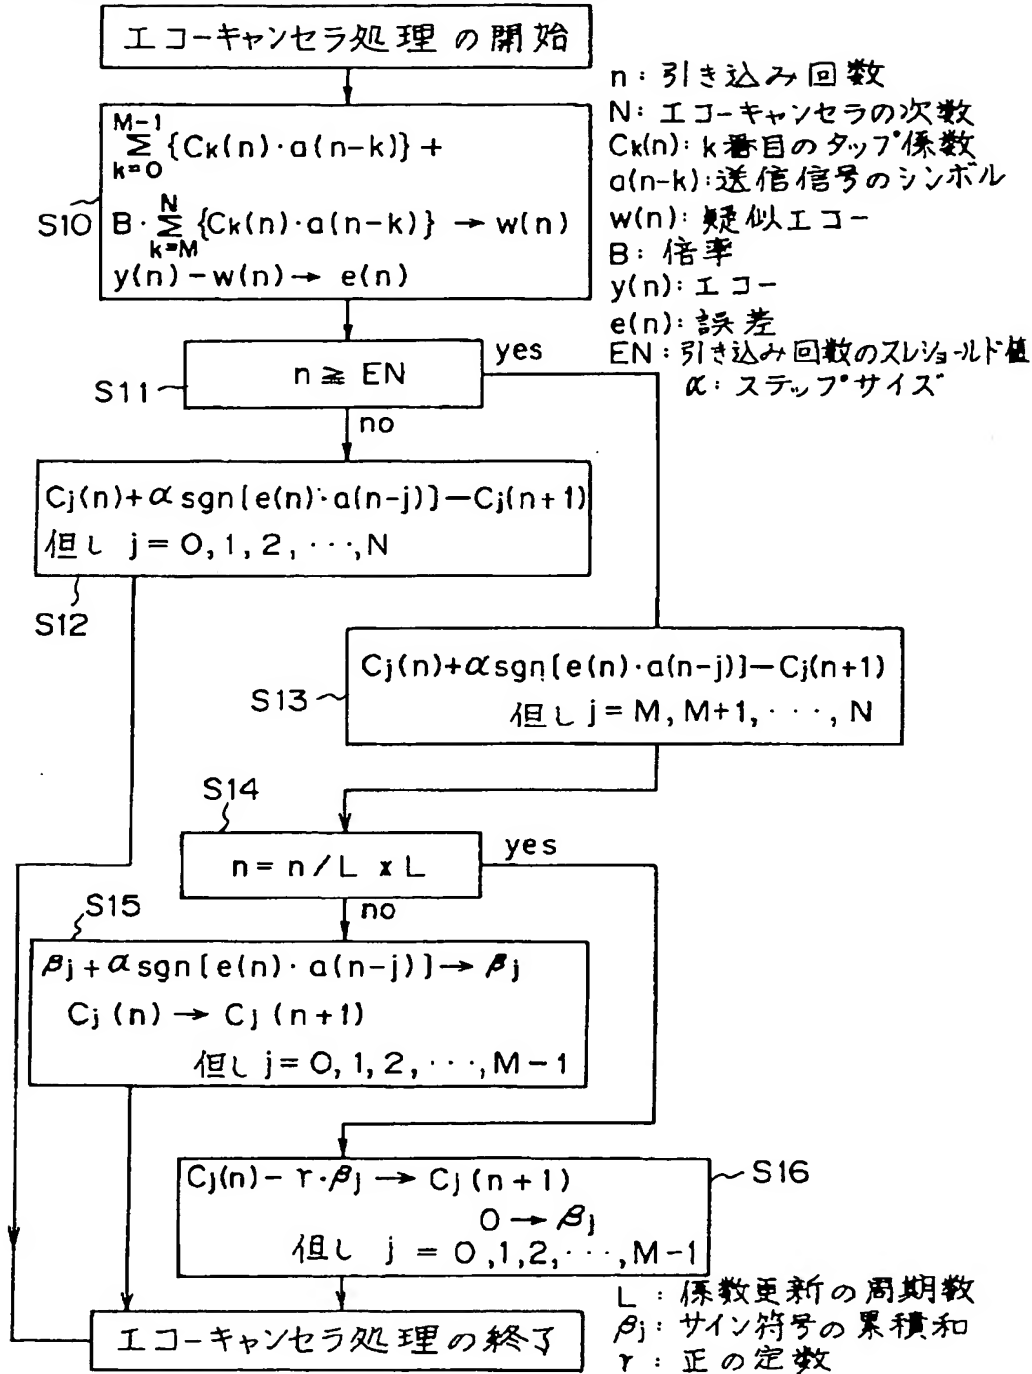 エコーキャンセラ処理の開始
n: 引き込み回数
N: エコーキャンセラの次数
Ck(n): k番目のタップ係数
a(n-k): 送信信号のシンボル
w(n): 疑似エコー
B: 倍率
y(n): エコー
e(n): 誤差
EN: 引き込み回数のスレショールド値
α: ステップサイズ
S10
M-1
Σ {Ck(n)·a(n-k)} +
k=0
N
B· Σ {Ck(n)·a(n-k)} → w(n)
k=M
y(n) − w(n) → e(n)
S11
n ≧ EN
yes
no
Cj(n)+α sgn[e(n)·a(n-j)]−Cj(n+1)
但し j = 0, 1, 2, ···, N
S12
S13
Cj(n)+α sgn[e(n)·a(n-j)]−Cj(n+1)
但し j = M, M+1, ···, N
S14
n = n / L x L
yes
no
S15
βj + α sgn[e(n)· a(n-j)] → βj
Cj (n) → Cj (n+1)
但し j = 0, 1, 2, ···, M − 1
S16
Cj(n) − γ·βj → Cj (n+1)
0 → βj
但し j = 0, 1, 2, ···, M−1
エコーキャンセラ処理の終了
L : 係数更新の周期数
βj: サイン符号の累積和
γ : 正の定数